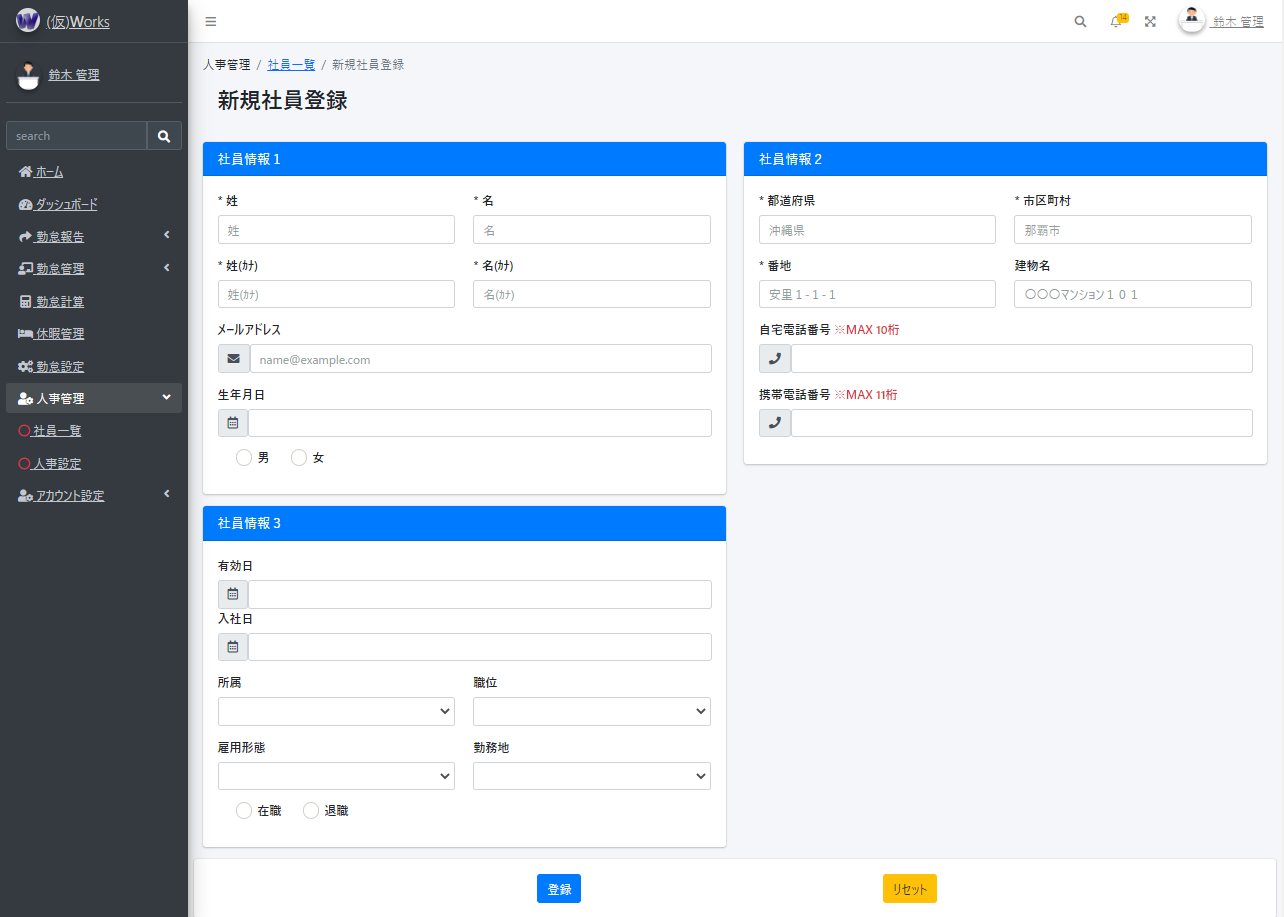 (仮)Works
14
鈴木 管理
鈴木 管理
search
ホーム
ダッシュボード
勤怠報告
勤怠管理
勤怠計算
休暇管理
勤怠設定
人事管理
社員一覧
人事設定
アカウント設定
人事管理 / 社員一覧 / 新規社員登録
新規社員登録
社員情報１
* 姓
* 名
姓
名
* 姓(ｶﾅ)
* 名(ｶﾅ)
姓(ｶﾅ)
名(ｶﾅ)
メールアドレス
name@example.com
生年月日
男
女
社員情報２
* 都道府県
* 市区町村
沖縄県
那覇市
* 番地
建物名
安里１-１-１
〇〇〇マンション１０１
自宅電話番号 ※MAX 10桁
携帯電話番号 ※MAX 11桁
社員情報３
有効日
入社日
所属
職位
雇用形態
勤務地
在職
退職
登録
リセット